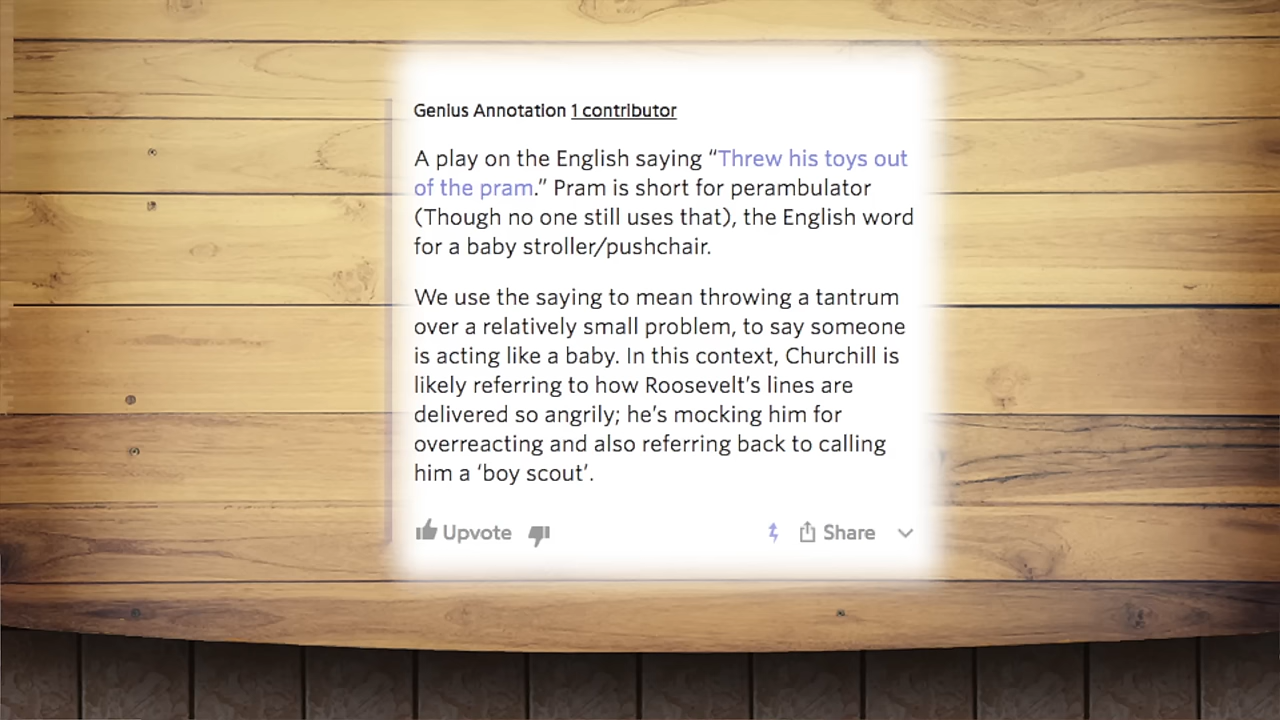 Genius Annotation 1 contributor
A play on the English saying “Threw his toys out
of the pram.” Pram is short for perambulator
(Though no one still uses that), the English word
for a baby stroller/pushchair.
We use the saying to mean throwing a tantrum
over a relatively small problem, to say someone
is acting like a baby. In this context, Churchill is
likely referring to how Roosevelt’s lines are
delivered so angrily; he’s mocking him for
overreacting and also referring back to calling
him a ‘boy scout’.
Upvote Share